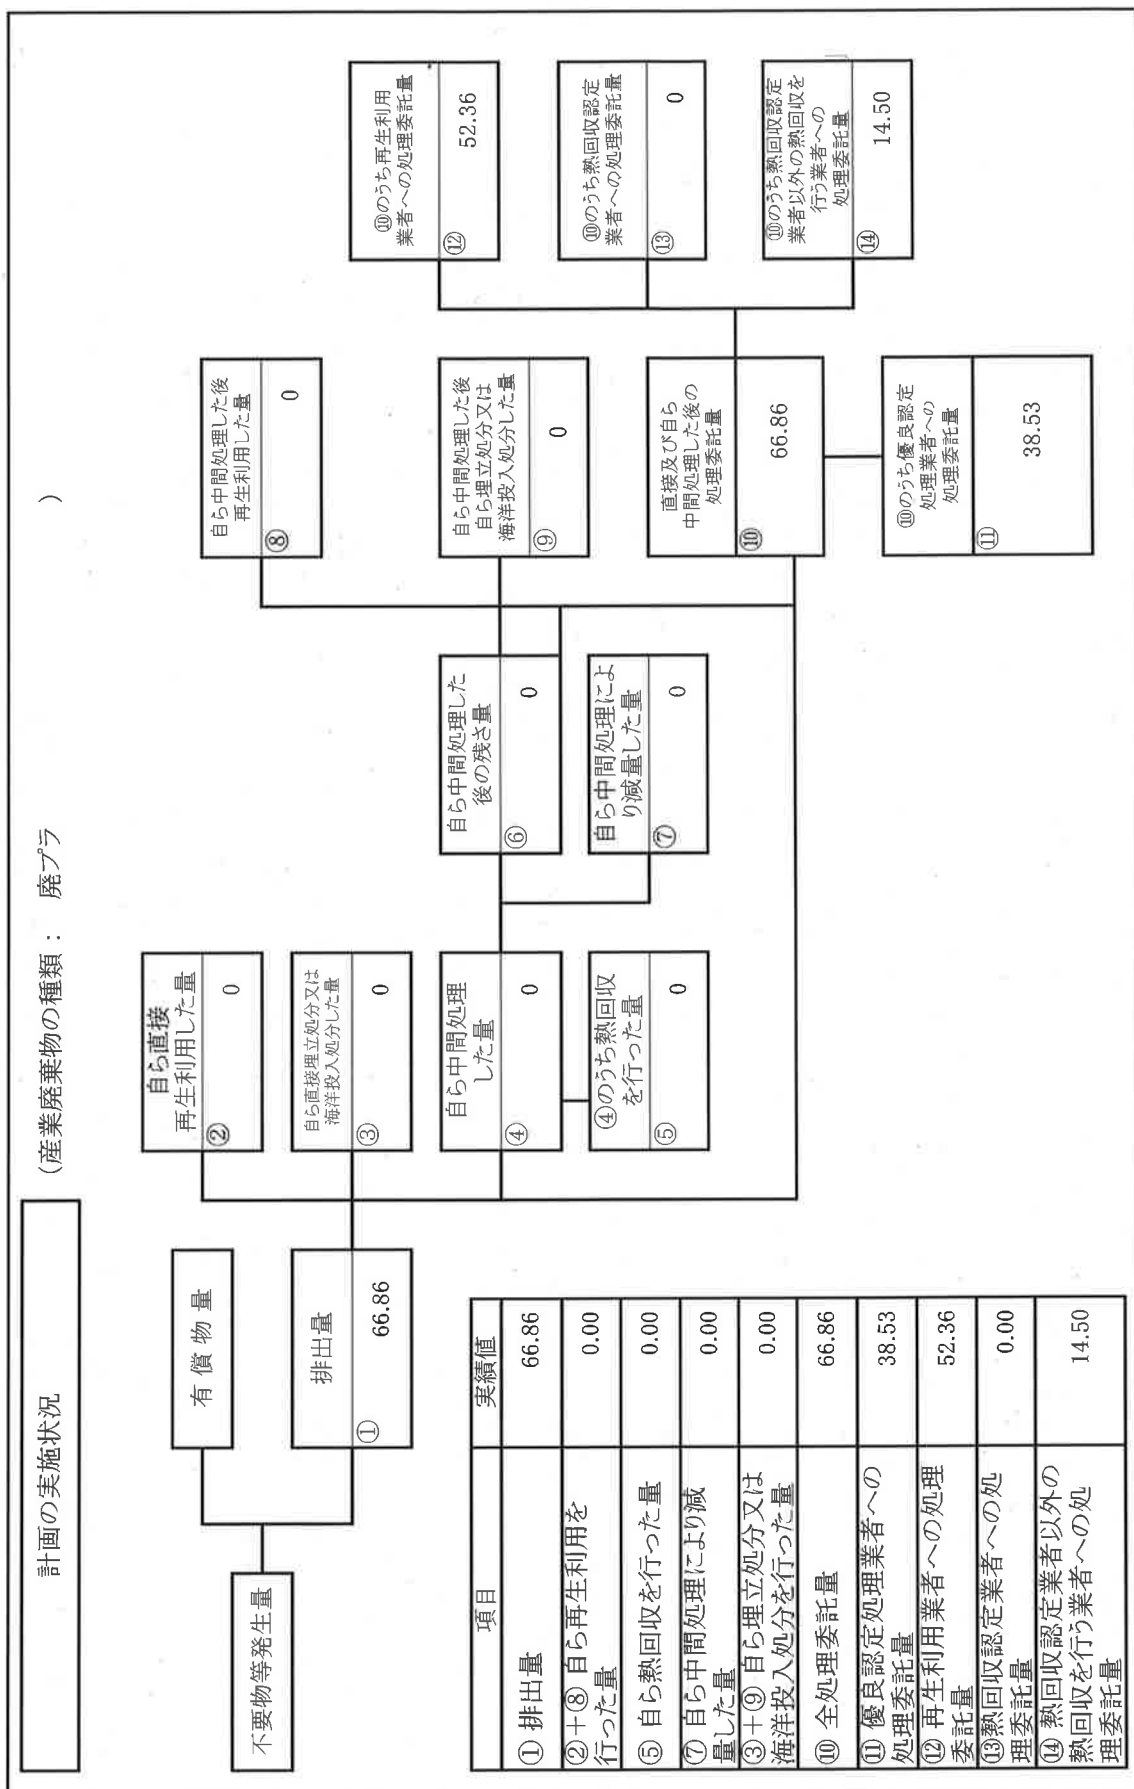 計画の実施状況
(産業廃棄物の種類： 廃プラ )
不要物等発生量
有償物量
排出量
① 66.86
自ら直接
再生利用した量
② 0
自ら直接埋立処分又は
海洋投入処分した量
③ 0
自ら中間処理
した量
④ 0
④のうち熱回収
を行った量
⑤ 0
自ら中間処理した
後の残さ量
⑥ 0
自ら中間処理によ
り減量した量
⑦ 0
自ら中間処理した後
再生利用した量
⑧ 0
自ら中間処理した後
自ら埋立処分又は
海洋投入処分した量
⑨ 0
直接及び自ら
中間処理した後の
処理委託量
⑩ 66.86
⑩のうち優良認定
処理業者への
処理委託量
⑪ 38.53
⑩のうち再生利用
業者への処理委託量
⑫ 52.36
⑩のうち熱回収認定
業者への処理委託量
⑬ 0
⑩のうち熱回収認定
業者以外の熱回収を
行う業者への
処理委託量
⑭ 14.50
項目 実績値
① 排出量 66.86
②＋⑧ 自ら再生利用を
行った量 0.00
⑤ 自ら熱回収を行った量 0.00
⑦ 自ら中間処理により減
量した量 0.00
③＋⑨ 自ら埋立処分又は
海洋投入処分を行った量 0.00
⑩ 全処理委託量 66.86
⑪ 優良認定処理業者への
処理委託量 38.53
⑫ 再生利用業者への処理
委託量 52.36
⑬熱回収認定業者への処
理委託量 0.00
⑭ 熱回収認定業者以外の
熱回収を行う業者への処
理委託量 14.50